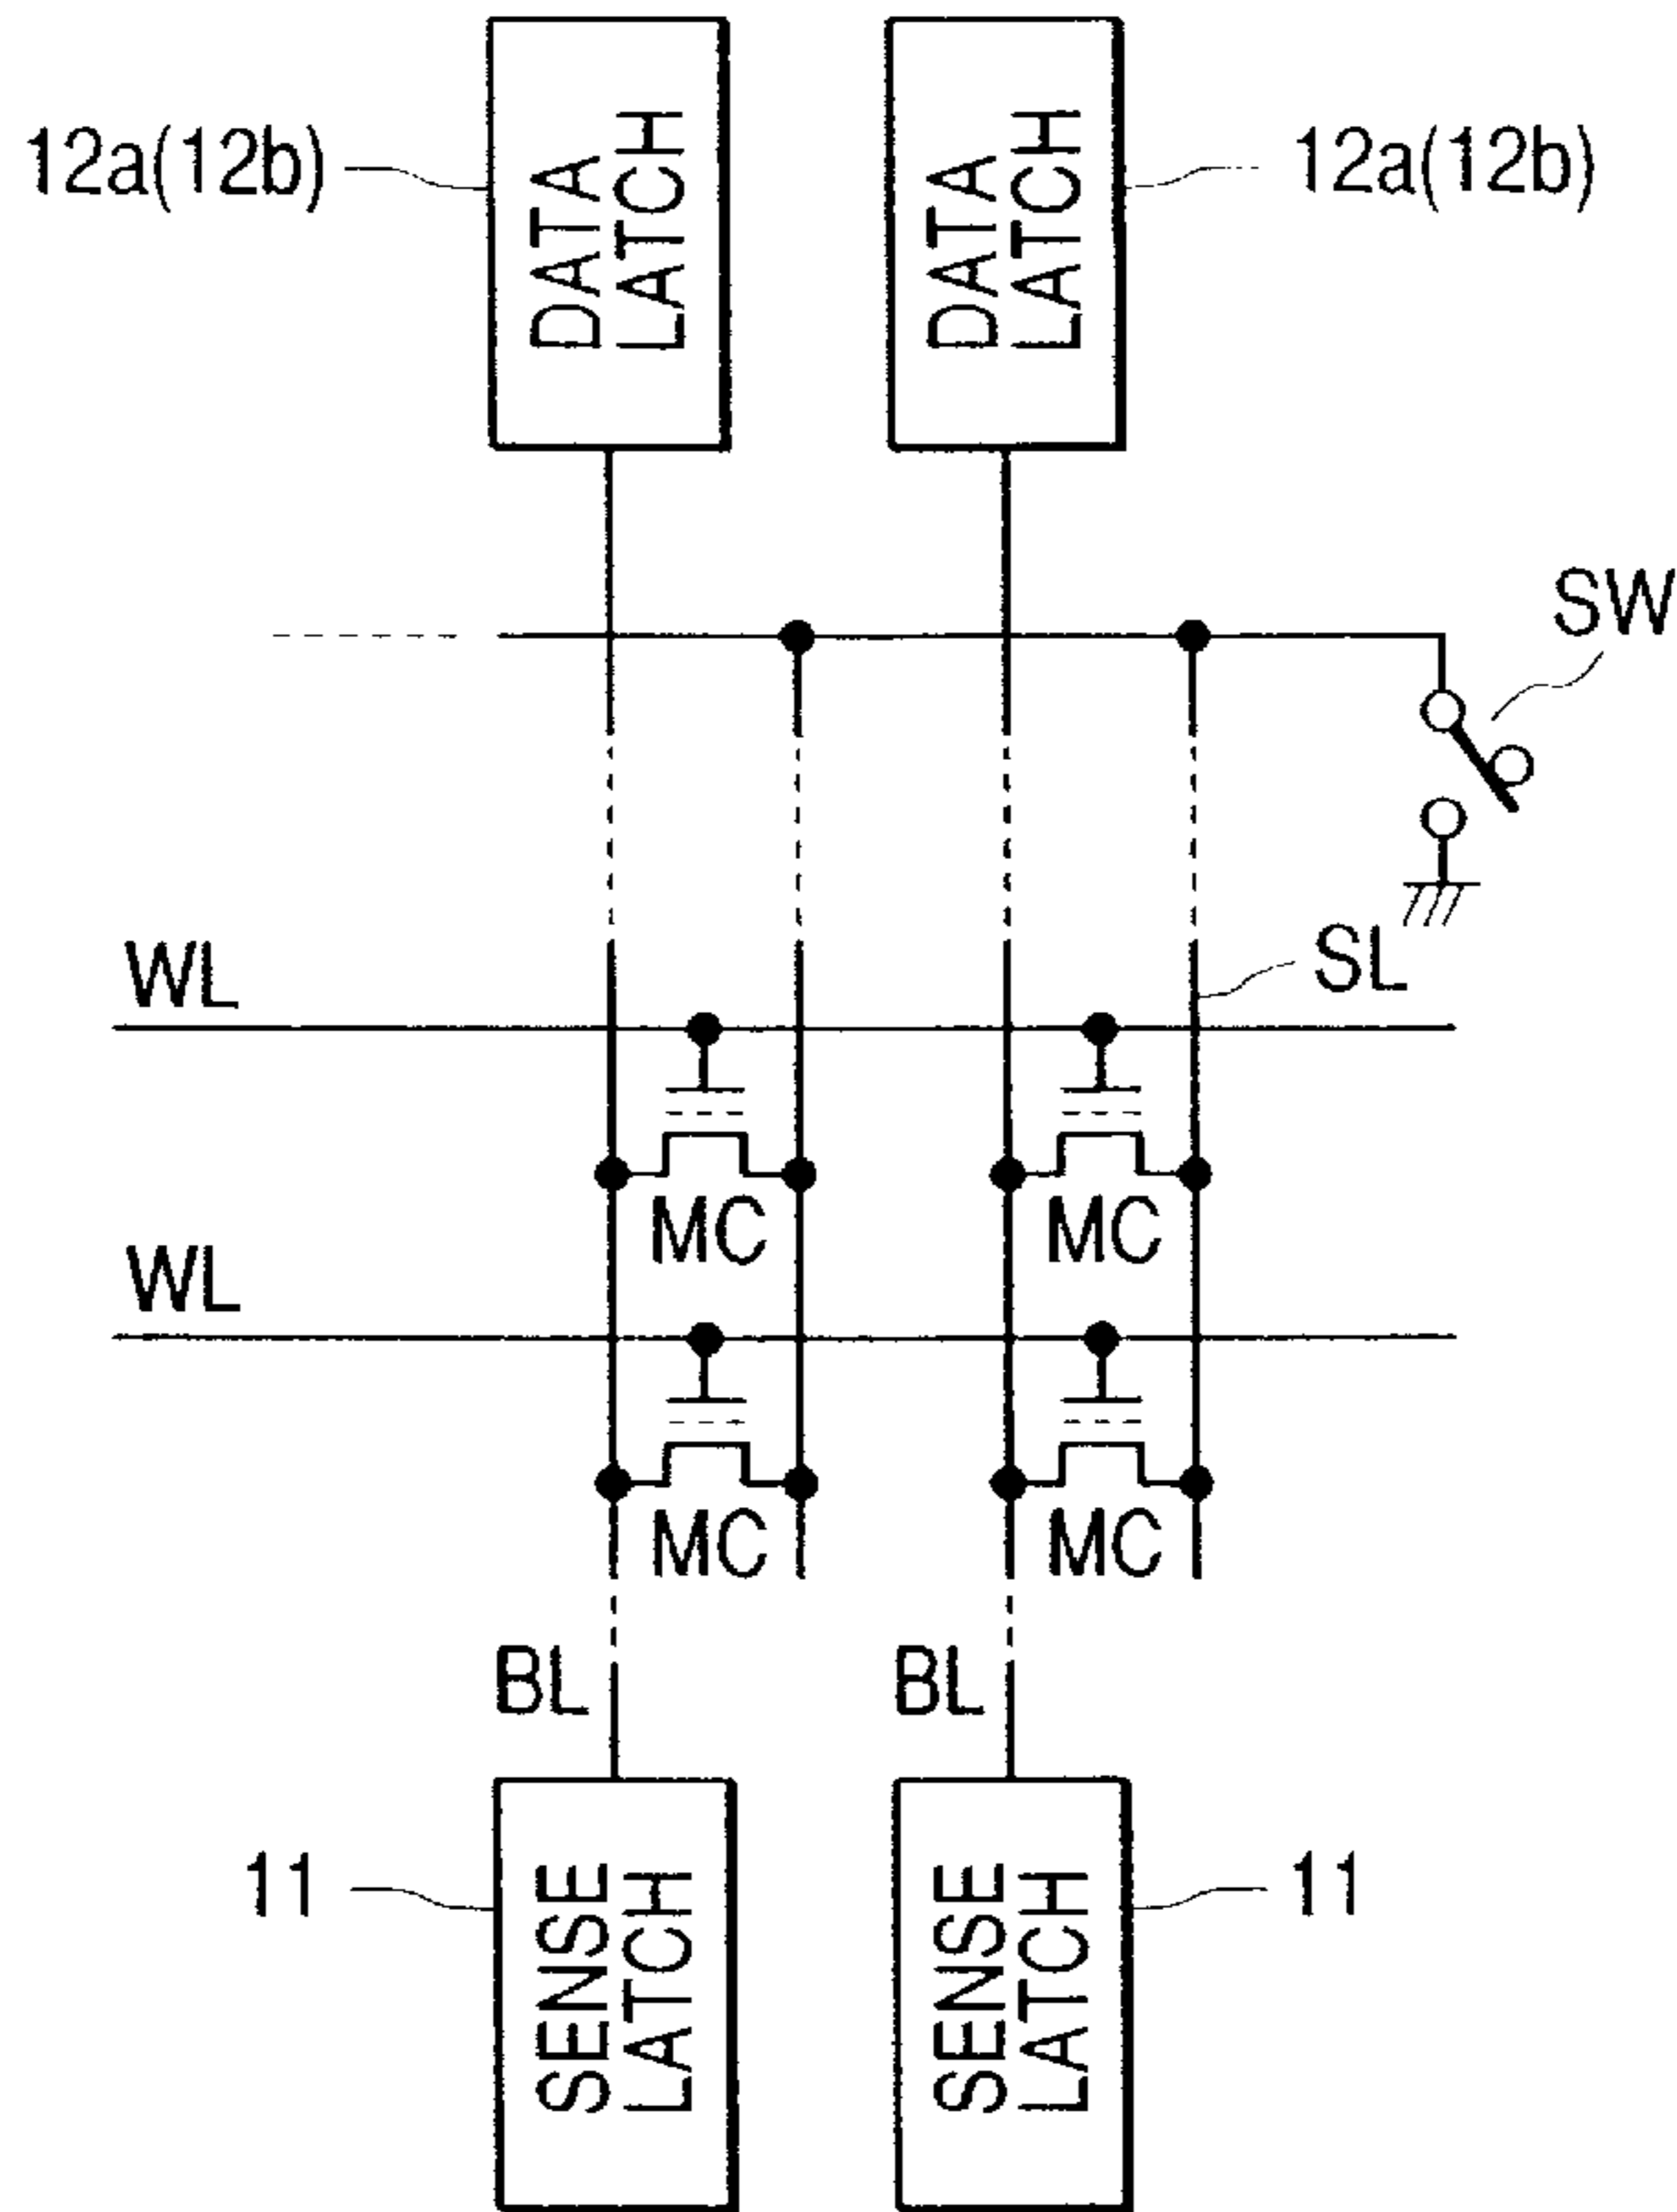 12a(12b)
DATA
LATCH
DATA
LATCH
12a(12b)
SW
WL
SL
MC
MC
WL
MC
MC
BL
BL
11
SENSE
LATCH
SENSE
LATCH
11